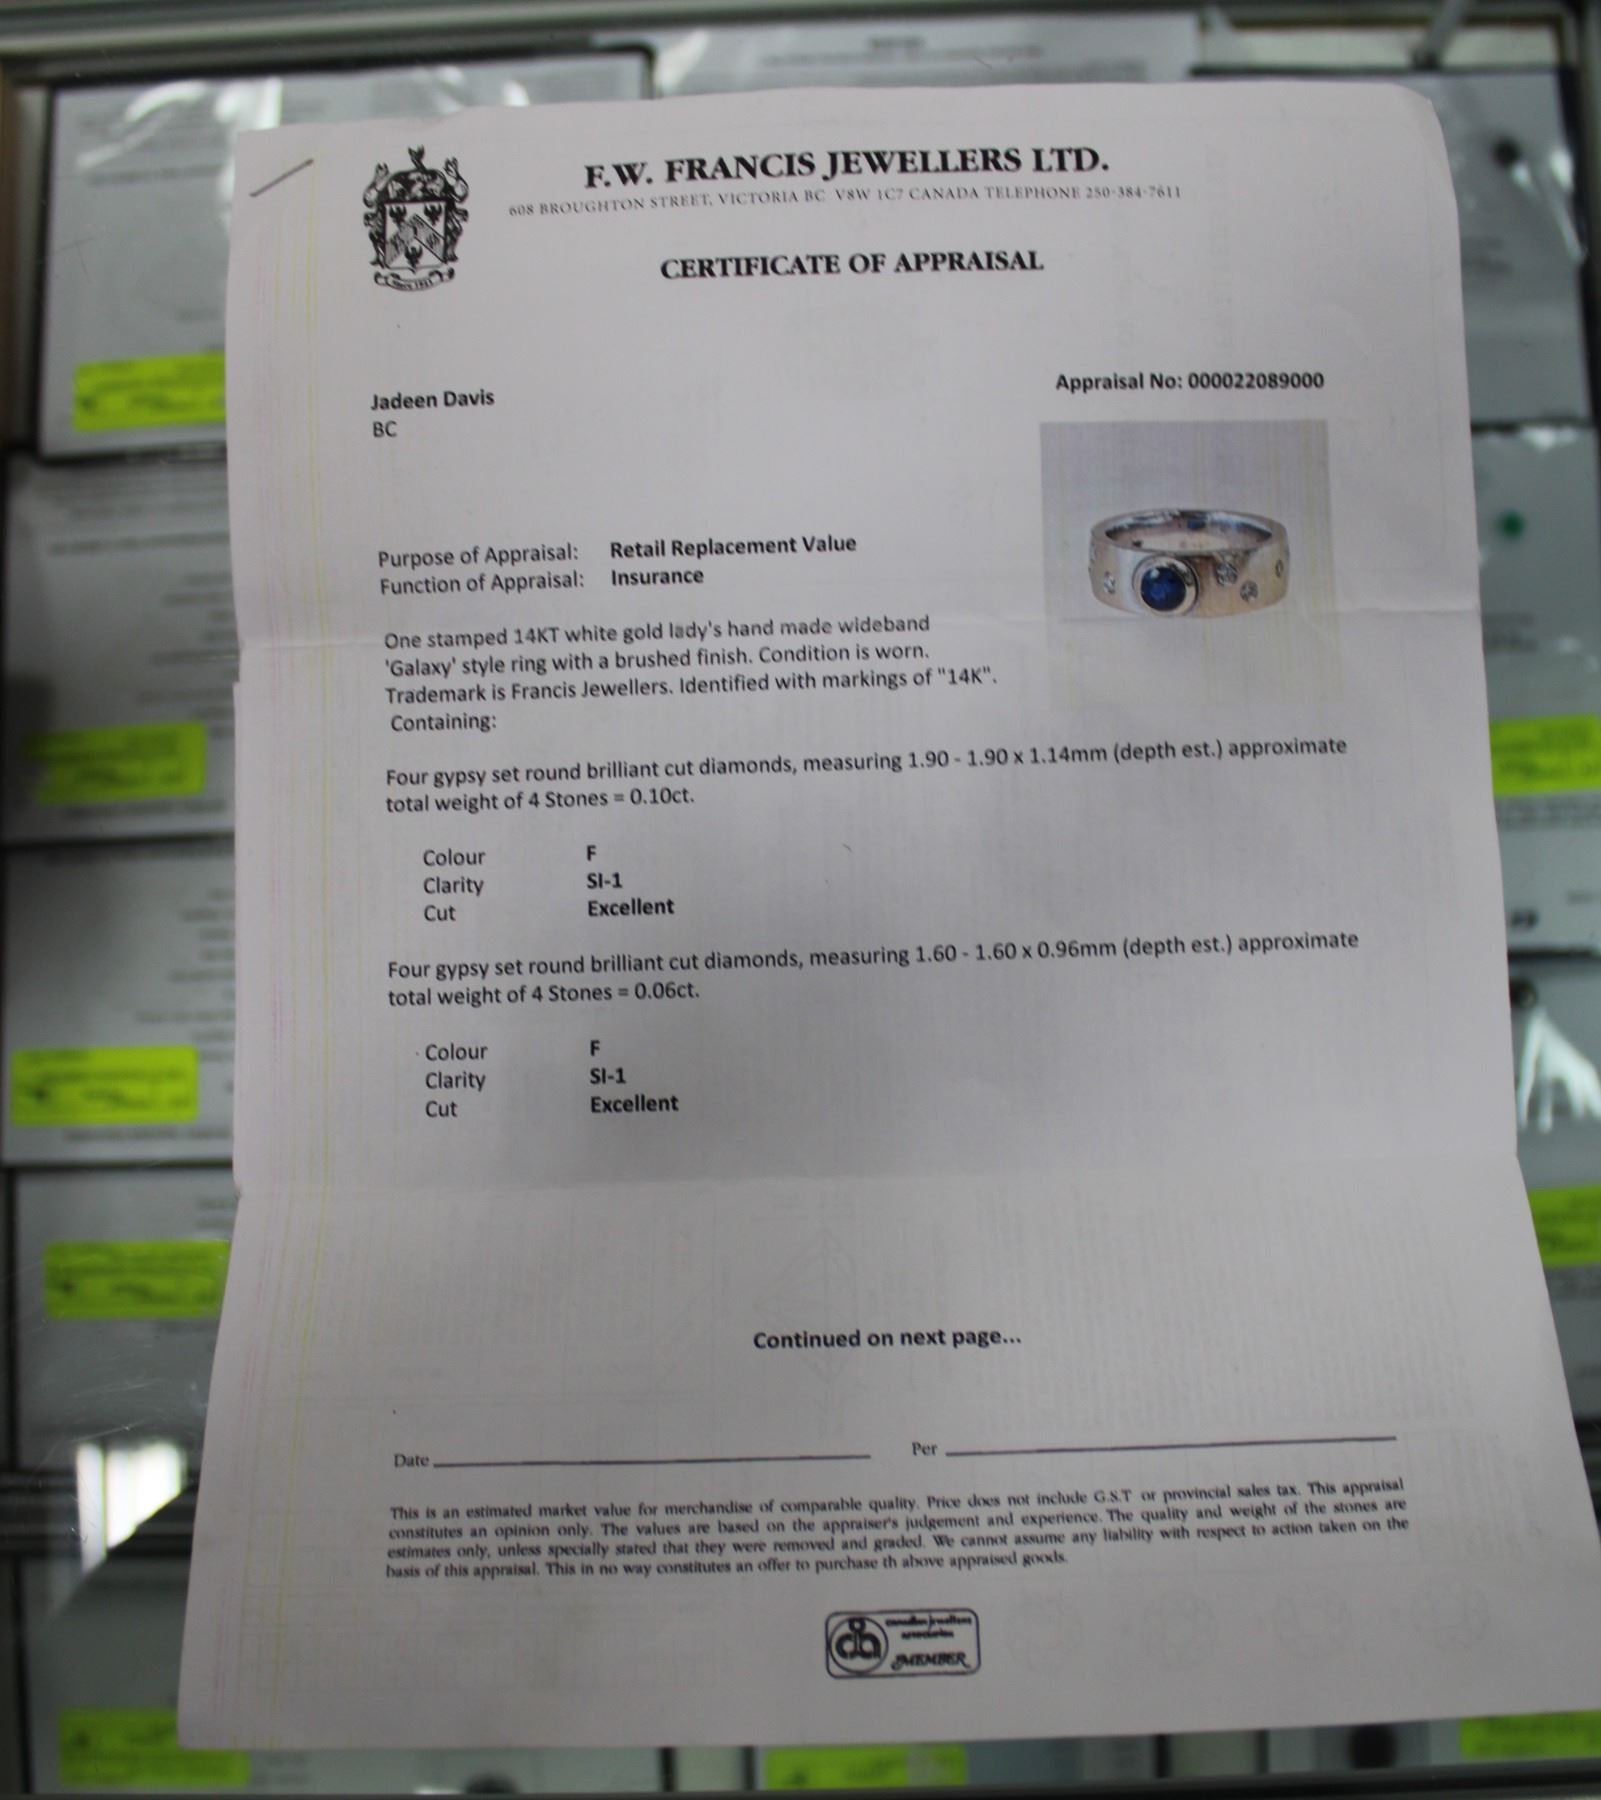 F.W. FRANCIS JEWELLERS LTD.
608 BROUGHTON STREET, VICTORIA BC V8W 1C7 CANADA TELEPHONE 250-384-7611
CERTIFICATE OF APPRAISAL
Jadeen Davis
BC
Appraisal No: 000022089000
Purpose of Appraisal: Retail Replacement Value
Function of Appraisal: Insurance
One stamped 14KT white gold lady's hand made wideband
'Galaxy' style ring with a brushed finish. Condition is worn.
Trademark is Francis Jewellers. Identified with markings of "14K".
Containing:
Four gypsy set round brilliant cut diamonds, measuring 1.90 - 1.90 x 1.14mm (depth est.) approximate
total weight of 4 Stones = 0.10ct.
Colour F
Clarity SI-1
Cut Excellent
Four gypsy set round brilliant cut diamonds, measuring 1.60 - 1.60 x 0.96mm (depth est.) approximate
total weight of 4 Stones = 0.06ct.
Colour F
Clarity SI-1
Cut Excellent
Continued on next page...
Date Per
This is an estimated market value for merchandise of comparable quality. Price does not include G.S.T or provincial sales tax. This appraisal
constitutes an opinion only. The values are based on the appraiser's judgement and experience. The quality and weight of the stones are
estimates only, unless specially stated that they were removed and graded. We cannot assume any liability with respect to action taken on the
basis of this appraisal. This in no way constitutes an offer to purchase th above appraised goods.
canadian jewellers
association
MEMBER